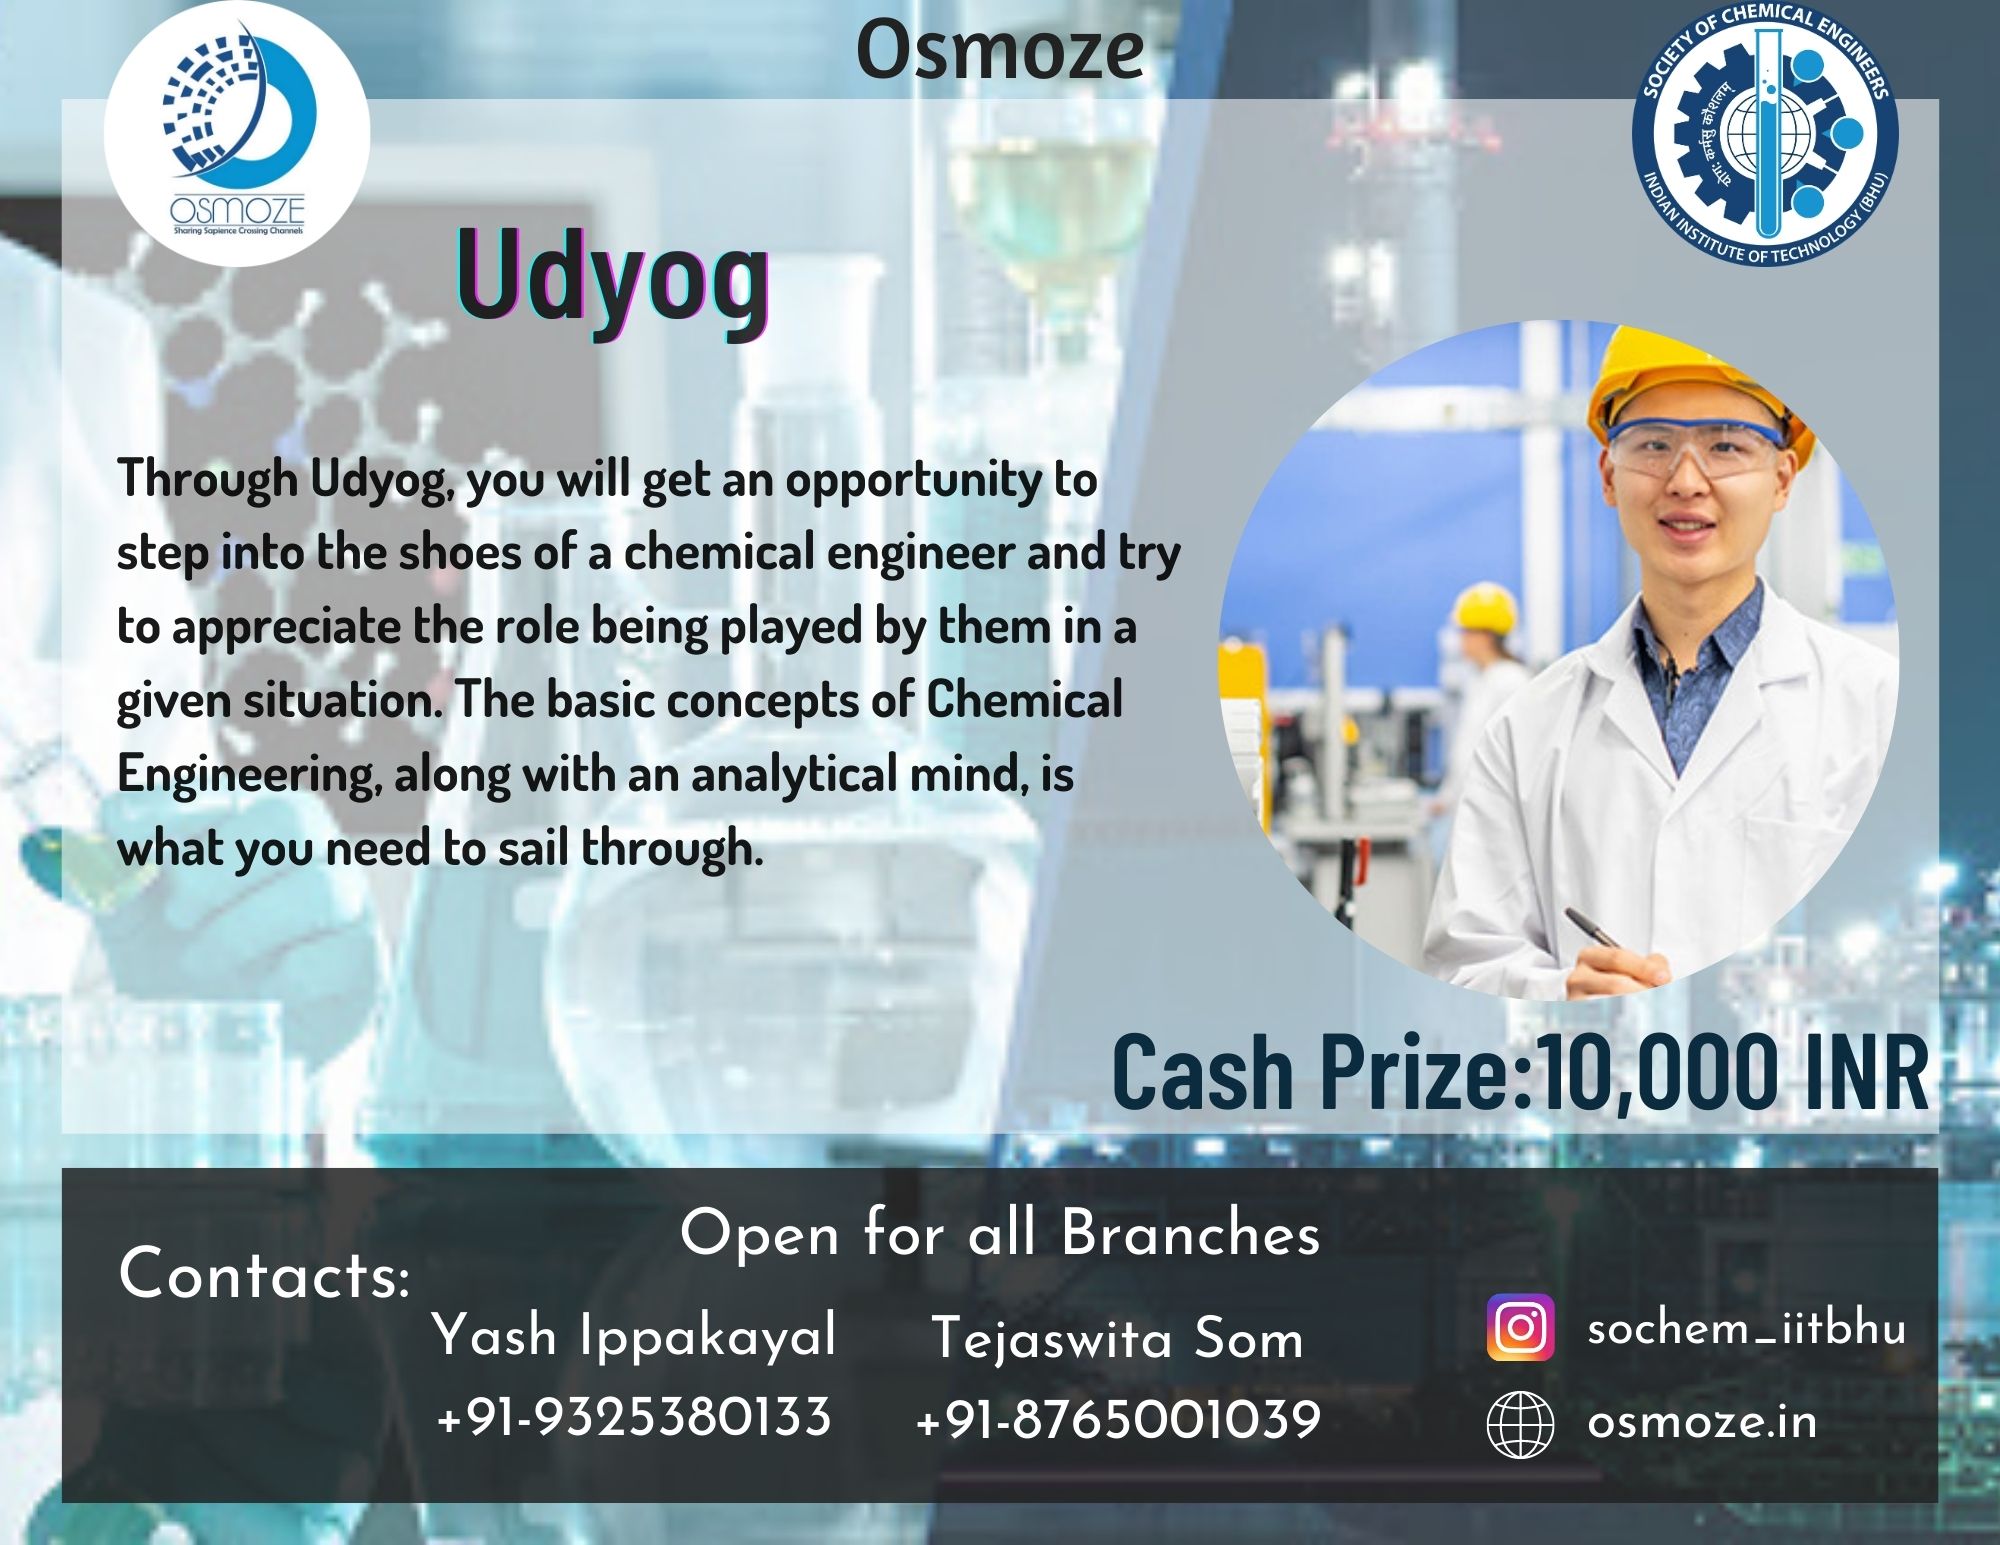 Osmoze
OSMOZE
Sharing Sapience Crossing Channels
SOCIETY OF CHEMICAL ENGINEERS
योग: कर्मसु कौशलम्
INDIAN INSTITUTE OF TECHNOLOGY (BHU)
Udyog
Through Udyog, you will get an opportunity to
step into the shoes of a chemical engineer and try
to appreciate the role being played by them in a
given situation. The basic concepts of Chemical
Engineering, along with an analytical mind, is
what you need to sail through.
Cash Prize:10,000 INR
Open for all Branches
Contacts:
Yash Ippakayal
+91-9325380133
Tejaswita Som
+91-8765001039
sochem_iitbhu
osmoze.in